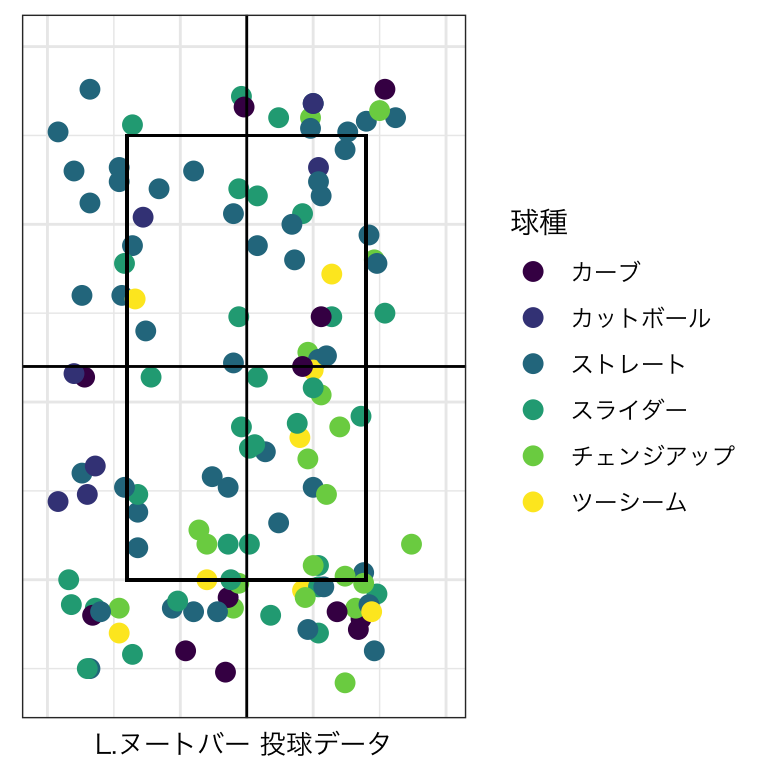 球種
カーブ
カットボール
ストレート
スライダー
チェンジアップ
ツーシーム
L.ヌートバー 投球データ